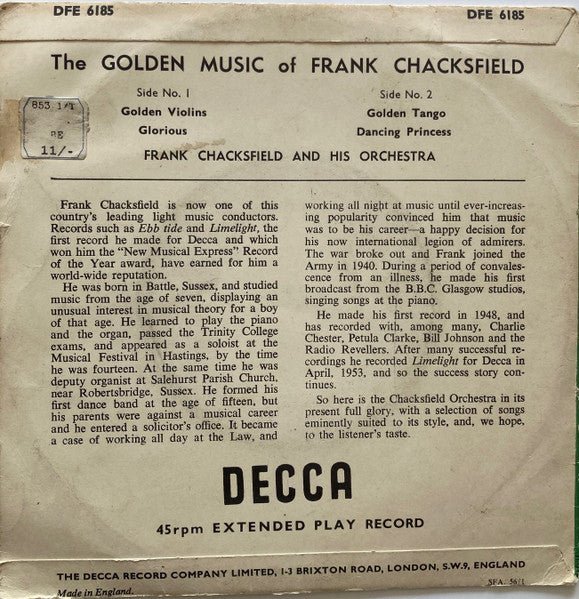 DFE 6185
DFE 6185
The GOLDEN MUSIC of FRANK CHACKSFIELD
Side No. 1
Golden Violins
Glorious
Side No. 2
Golden Tango
Dancing Princess
853 1/T
RE
11/-
FRANK CHACKSFIELD AND HIS ORCHESTRA
Frank Chacksfield is now one of this
country's leading light music conductors.
Records such as Ebb tide and Limelight, the
first record he made for Decca and which
won him the “New Musical Express” Record
of the Year award, have earned for him a
world-wide reputation.
He was born in Battle, Sussex, and studied
music from the age of seven, displaying an
unusual interest in musical theory for a boy
of that age. He learned to play the piano
and the organ, passed the Trinity College
exams, and appeared as a soloist at the
Musical Festival in Hastings, by the time
he was fourteen. At the same time he was
deputy organist at Salehurst Parish Church,
near Robertsbridge, Sussex. He formed his
first dance band at the age of fifteen, but
his parents were against a musical career
and he entered a solicitor's office. It became
a case of working all day at the Law, and
working all night at music until ever-increas-
ing popularity convinced him that music
was to be his career—a happy decision for
his now international legion of admirers.
The war broke out and Frank joined the
Army in 1940. During a period of convales-
cence from an illness, he made his first
broadcast from the B.B.C. Glasgow studios,
singing songs at the piano.
He made his first record in 1948, and
has recorded with, among many, Charlie
Chester, Petula Clarke, Bill Johnson and the
Radio Revellers. After many successful re-
cordings he recorded Limelight for Decca in
April, 1953, and so the success story con-
tinues.
So here is the Chacksfield Orchestra in its
present full glory, with a selection of songs
eminently suited to its style, and, we hope,
to the listener's taste.
DECCA
45rpm EXTENDED PLAY RECORD
THE DECCA RECORD COMPANY LIMITED, 1-3 BRIXTON ROAD, LONDON, S.W.9, ENGLAND
SFA. 56/1
Made in England.